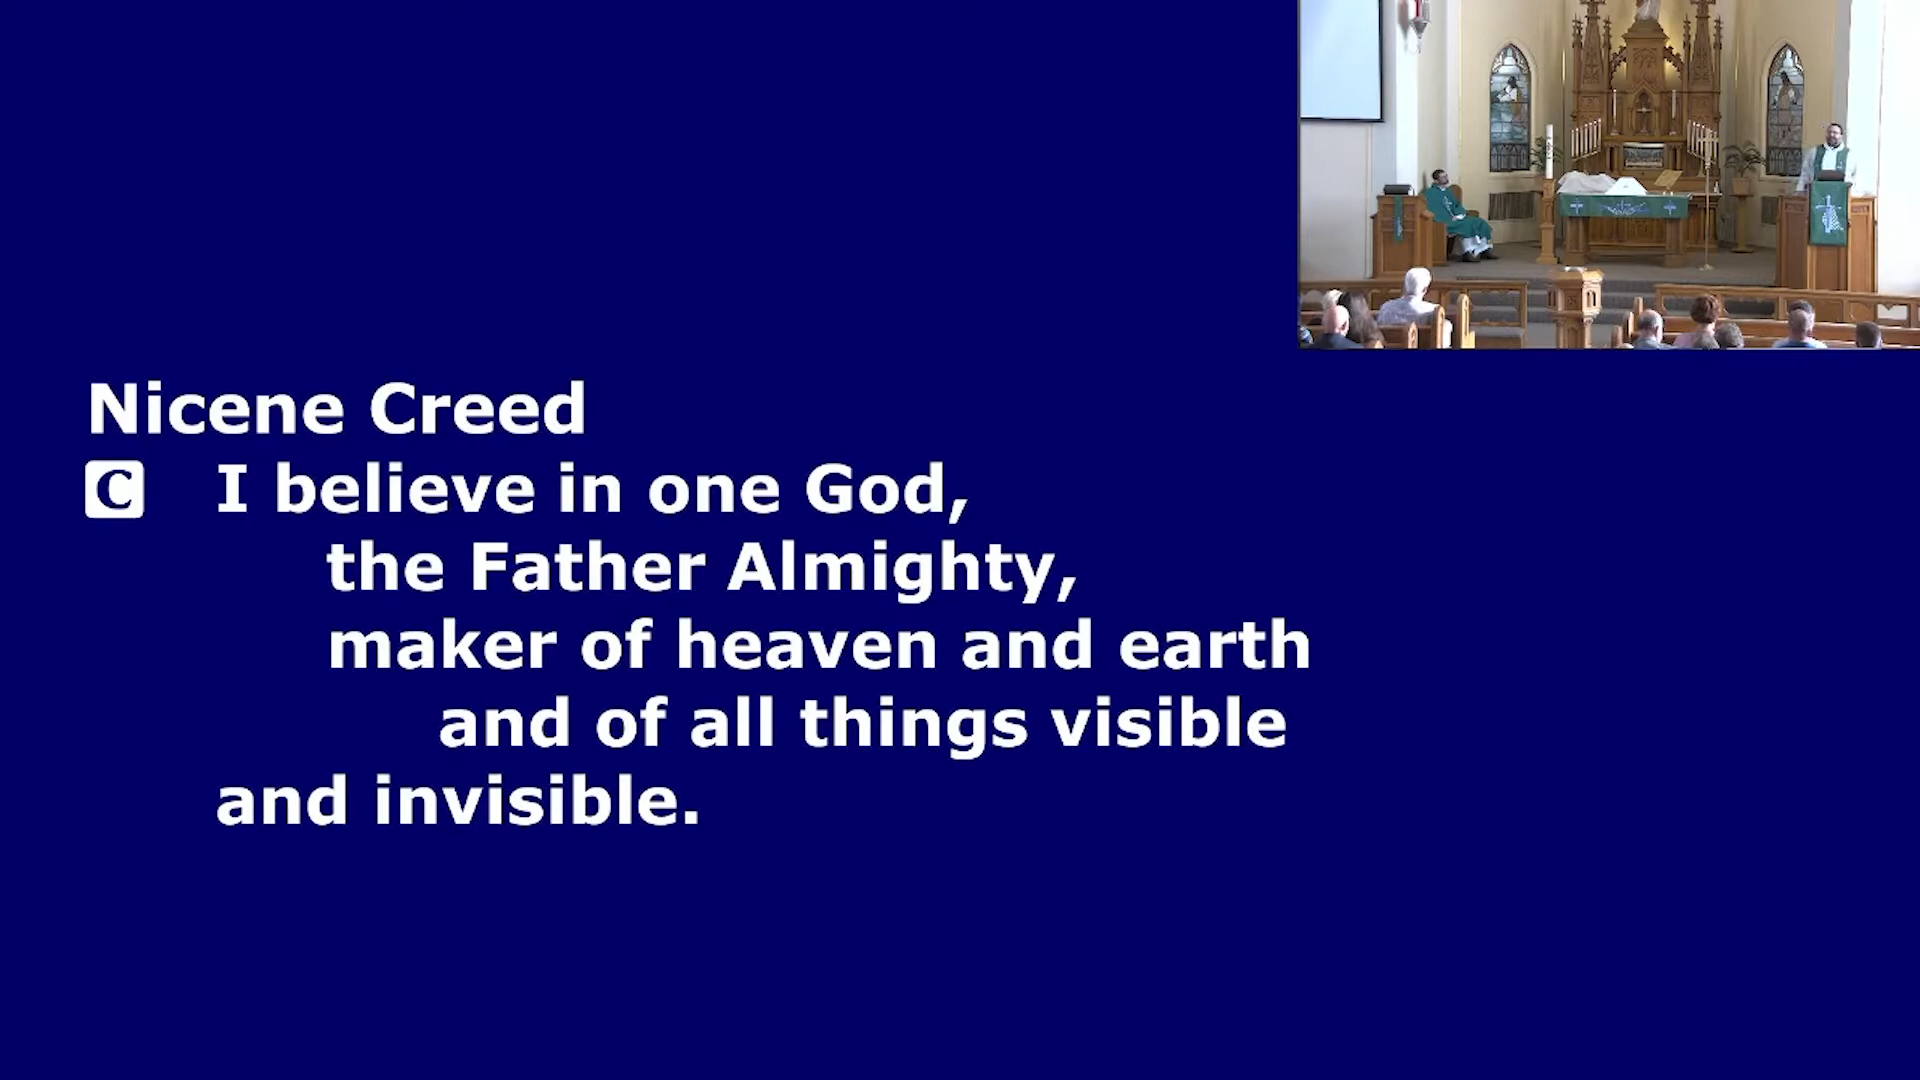 Nicene Creed
C I believe in one God,
the Father Almighty,
maker of heaven and earth
and of all things visible
and invisible.